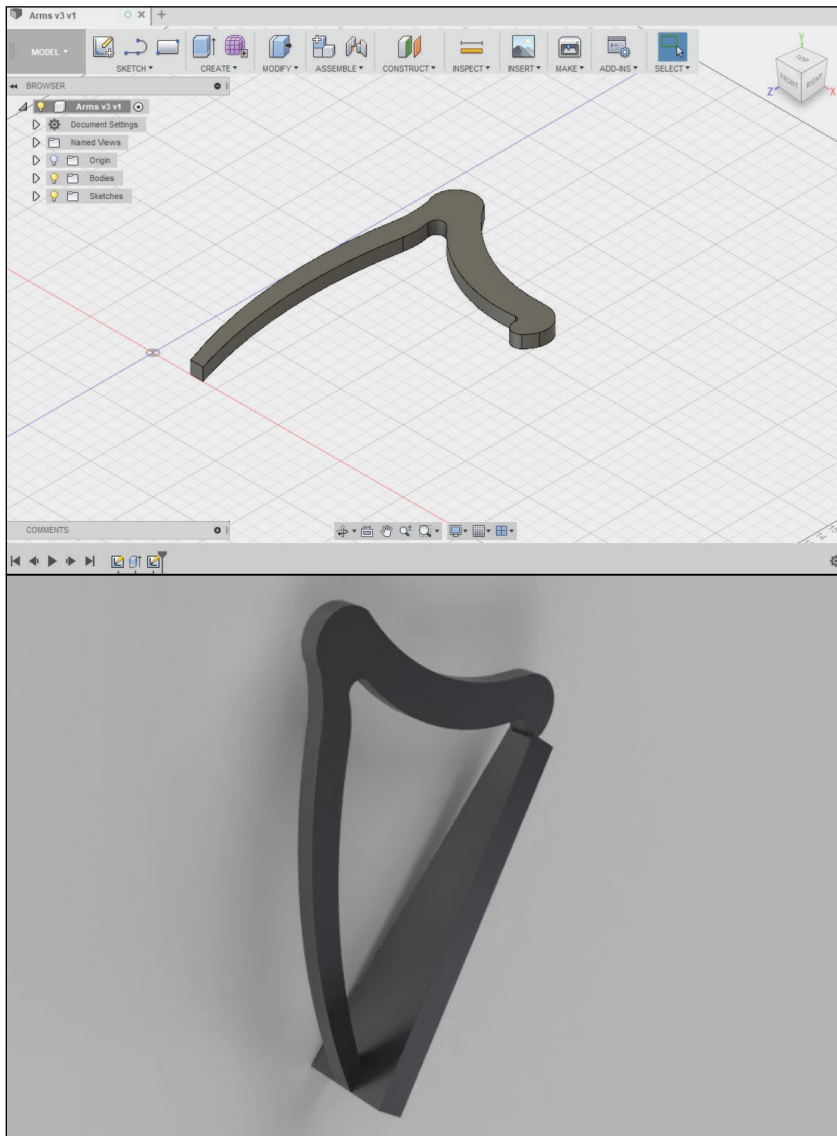 Arms v3 v1
MODEL
SKETCH CREATE MODIFY ASSEMBLE CONSTRUCT INSPECT INSERT MAKE ADD-INS SELECT
BROWSER
Arms v3 v1
Document Settings
Named Views
Origin
Bodies
Sketches
Y
TOP
FRONT RIGHT
Z X
COMMENTS